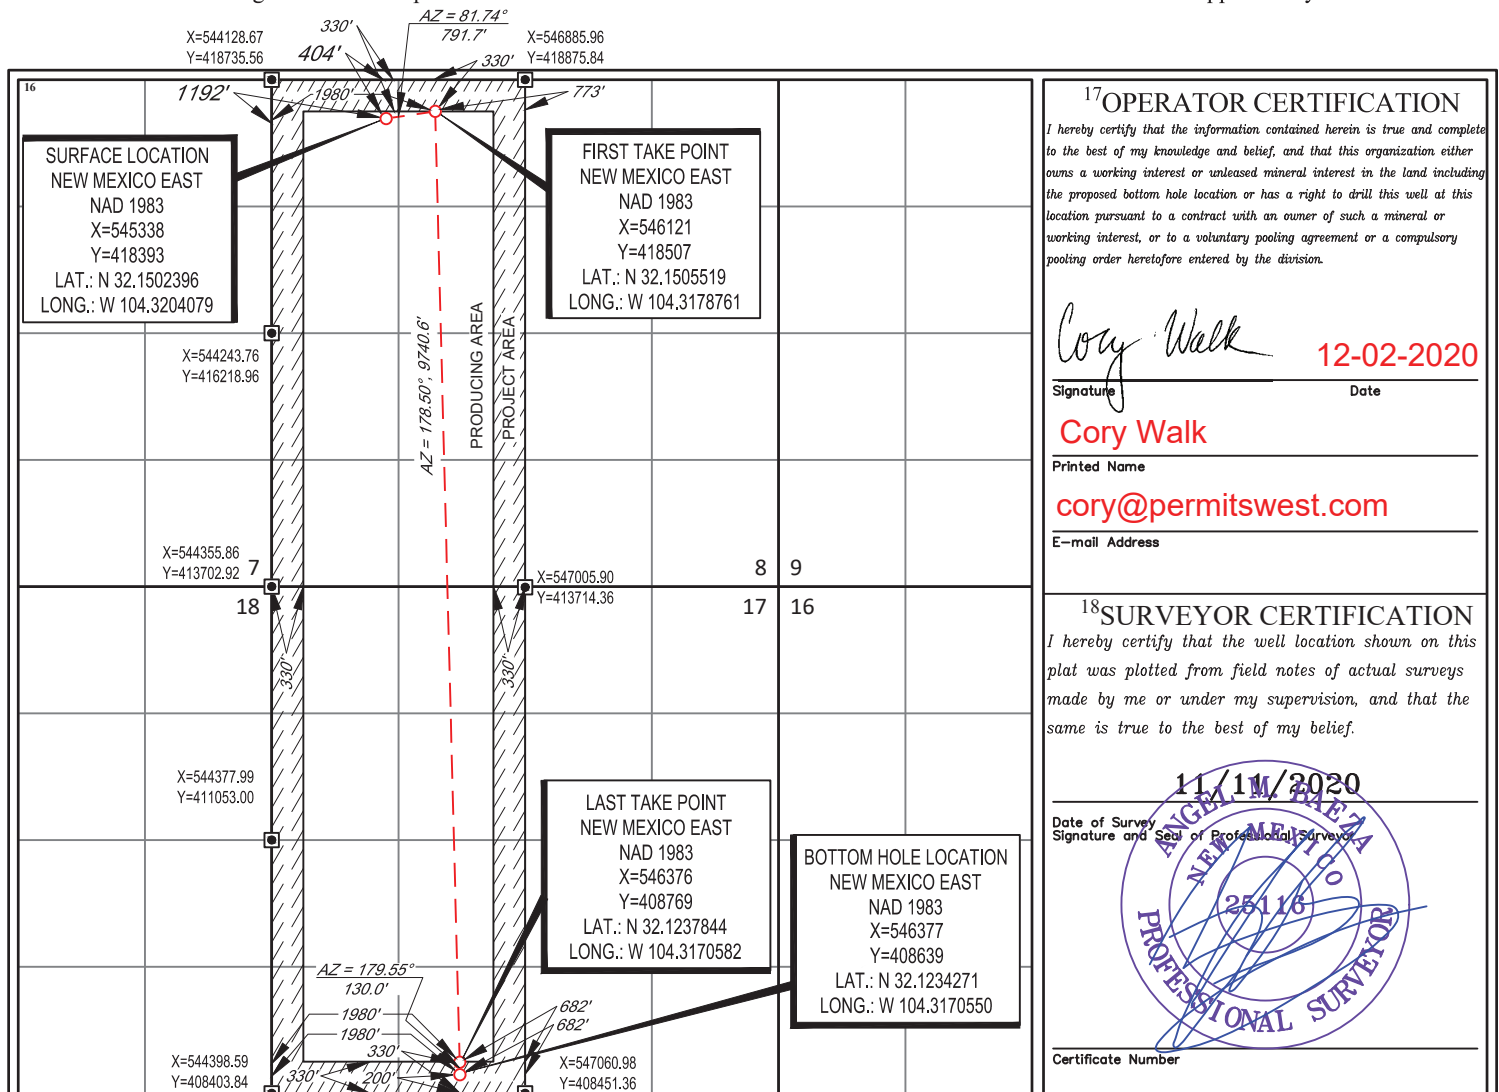 AZ = 81.74°
791.7'
330'
404'
330'
X=544128.67
Y=418735.56
X=546885.96
Y=418875.84
16
1192'
1980'
773'
SURFACE LOCATION
NEW MEXICO EAST
NAD 1983
X=545338
Y=418393
LAT.: N 32.1502396
LONG.: W 104.3204079
FIRST TAKE POINT
NEW MEXICO EAST
NAD 1983
X=546121
Y=418507
LAT.: N 32.1505519
LONG.: W 104.3178761
X=544243.76
Y=416218.96
AZ = 178.50°, 9740.6'
PRODUCING AREA
PROJECT AREA
X=544355.86
Y=413702.92
7
8
9
18
17
16
X=547005.90
Y=413714.36
330'
330'
X=544377.99
Y=411053.00
LAST TAKE POINT
NEW MEXICO EAST
NAD 1983
X=546376
Y=408769
LAT.: N 32.1237844
LONG.: W 104.3170582
BOTTOM HOLE LOCATION
NEW MEXICO EAST
NAD 1983
X=546377
Y=408639
LAT.: N 32.1234271
LONG.: W 104.3170550
AZ = 179.55°
130.0'
1980'
1980'
330'
682'
682'
330'
200'
X=544398.59
Y=408403.84
X=547060.98
Y=408451.36
17OPERATOR CERTIFICATION
I hereby certify that the information contained herein is true and complete
to the best of my knowledge and belief, and that this organization either
owns a working interest or unleased mineral interest in the land including
the proposed bottom hole location or has a right to drill this well at this
location pursuant to a contract with an owner of such a mineral or
working interest, or to a voluntary pooling agreement or a compulsory
pooling order heretofore entered by the division.
Cory Walk
12-02-2020
Signature Date
Cory Walk
Printed Name
cory@permitswest.com
E-mail Address
18SURVEYOR CERTIFICATION
I hereby certify that the well location shown on this
plat was plotted from field notes of actual surveys
made by me or under my supervision, and that the
same is true to the best of my belief.
11/11/2020
Date of Survey
Signature and Seal of Professional Surveyor
ANGEL M. BAEZA
NEW MEXICO
25116
PROFESSIONAL SURVEYOR
Certificate Number